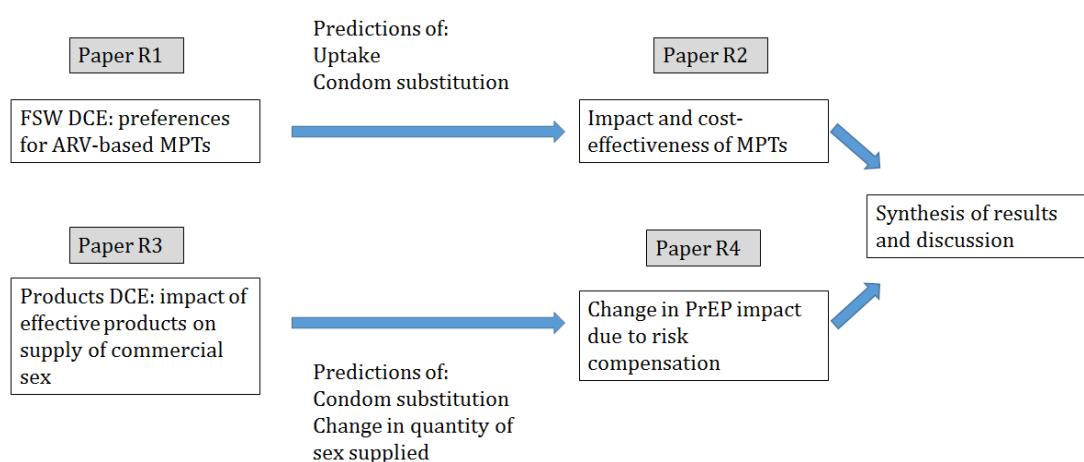 Paper R1
Predictions of:
Uptake
Condom substitution
Paper R2
FSW DCE: preferences
for ARV-based MPTs
Impact and cost-
effectiveness of MPTs
Synthesis of results
and discussion
Paper R3
Paper R4
Products DCE: impact of
effective products on
supply of commercial
sex
Change in PrEP impact
due to risk
compensation
Predictions of:
Condom substitution
Change in quantity of
sex supplied